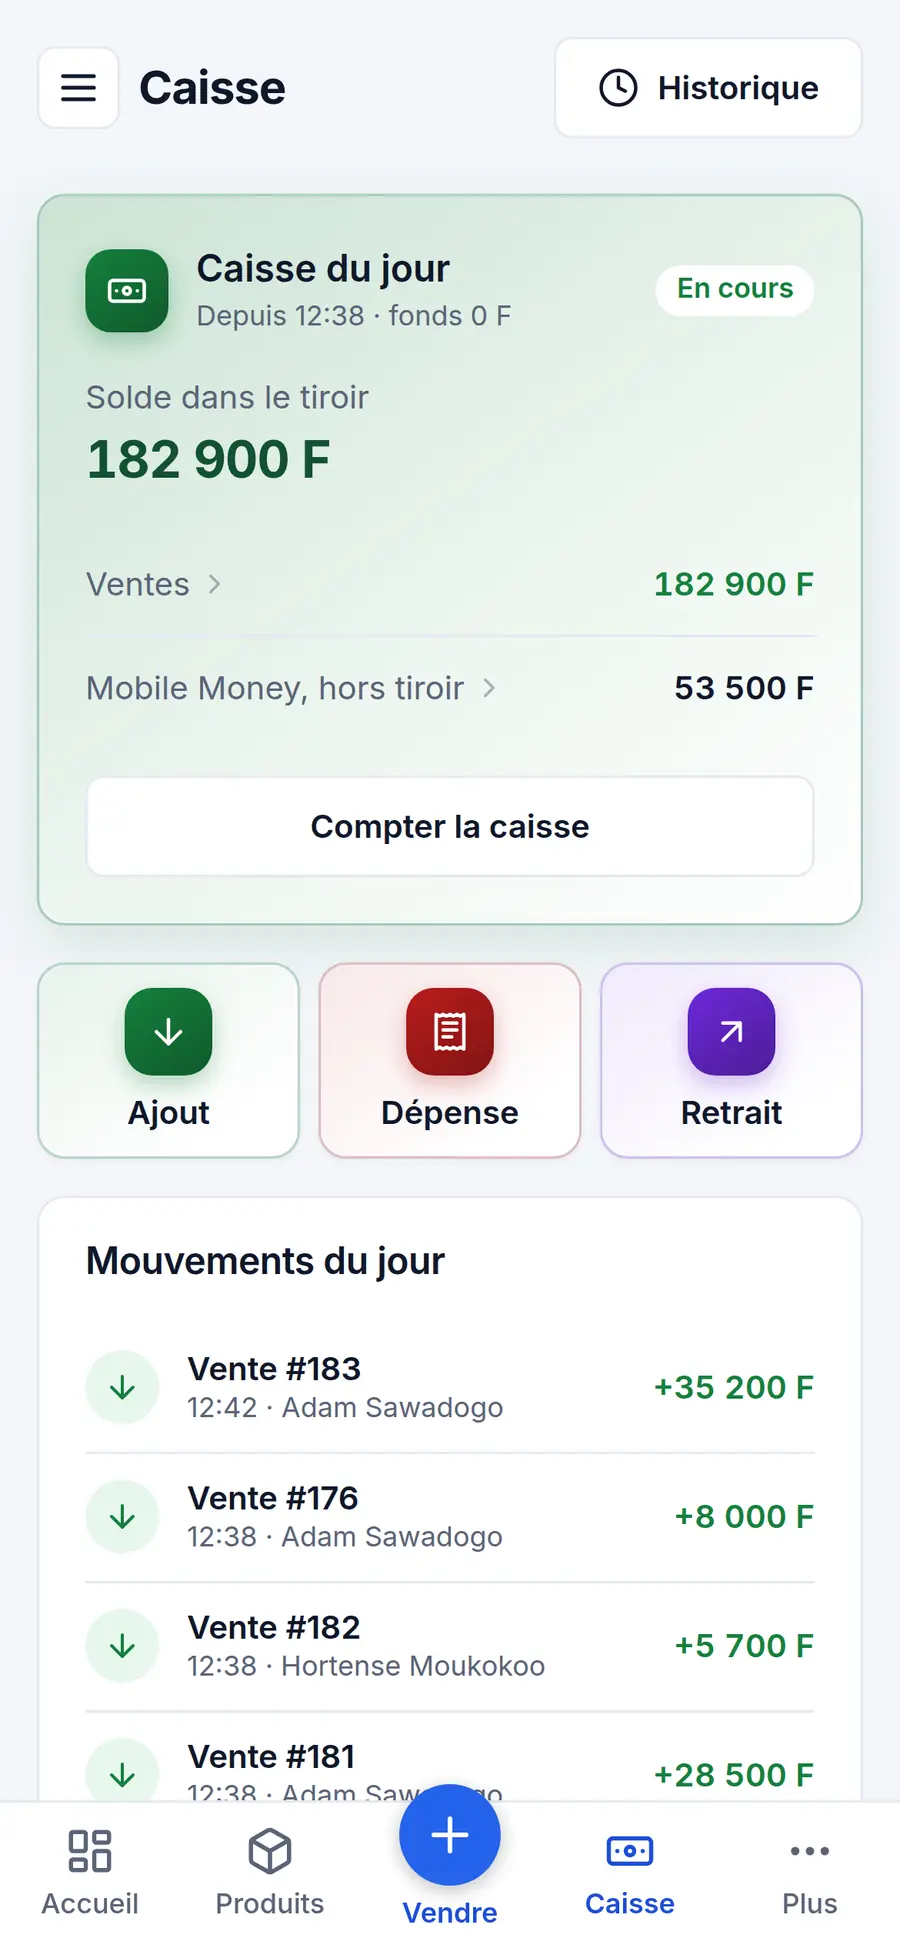 Caisse
Historique
Caisse du jour
Depuis 12:38 · fonds 0 F
En cours
Solde dans le tiroir
182 900 F
Ventes
182 900 F
Mobile Money, hors tiroir
53 500 F
Compter la caisse
Ajout
Dépense
Retrait
Mouvements du jour
Vente #183
12:42 · Adam Sawadogo
+35 200 F
Vente #176
12:38 · Adam Sawadogo
+8 000 F
Vente #182
12:38 · Hortense Moukokoo
+5 700 F
Vente #181
12:38 · Adam
+28 500 F
Accueil
Produits
Vendre
Caisse
Plus